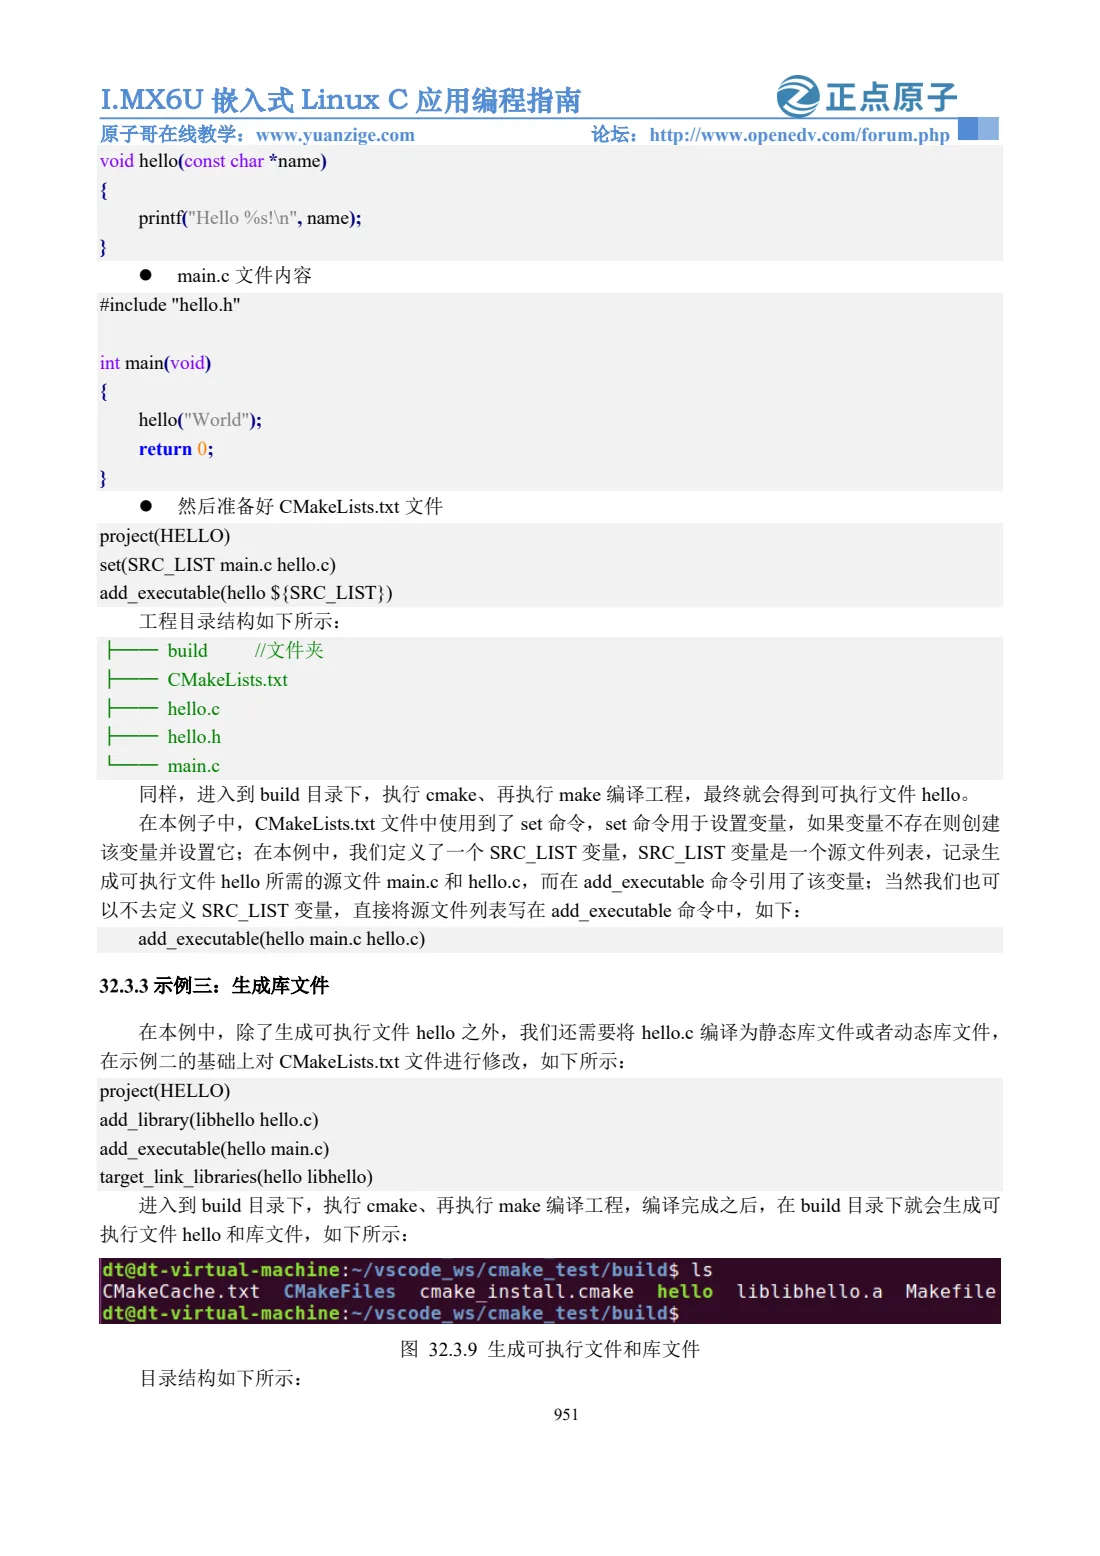 I.MX6U 嵌入式 Linux C 应用编程指南
正点原子
原子哥在线教学：www.yuanzige.com 论坛：http://www.openedv.com/forum.php
void hello(const char *name)
{
printf("Hello %s!\n", name);
}
● main.c 文件内容
#include "hello.h"
int main(void)
{
hello("World");
return 0;
}
● 然后准备好 CMakeLists.txt 文件
project(HELLO)
set(SRC_LIST main.c hello.c)
add_executable(hello ${SRC_LIST})
工程目录结构如下所示：
├── build //文件夹
├── CMakeLists.txt
├── hello.c
├── hello.h
└── main.c
同样，进入到 build 目录下，执行 cmake、再执行 make 编译工程，最终就会得到可执行文件 hello。
在本例子中，CMakeLists.txt 文件中使用到了 set 命令，set 命令用于设置变量，如果变量不存在则创建
该变量并设置它；在本例中，我们定义了一个 SRC_LIST 变量，SRC_LIST 变量是一个源文件列表，记录生
成可执行文件 hello 所需的源文件 main.c 和 hello.c，而在 add_executable 命令引用了该变量；当然我们也可
以不去定义 SRC_LIST 变量，直接将源文件列表写在 add_executable 命令中，如下：
add_executable(hello main.c hello.c)
32.3.3 示例三：生成库文件
在本例中，除了生成可执行文件 hello 之外，我们还需要将 hello.c 编译为静态库文件或者动态库文件，
在示例二的基础上对 CMakeLists.txt 文件进行修改，如下所示：
project(HELLO)
add_library(libhello hello.c)
add_executable(hello main.c)
target_link_libraries(hello libhello)
进入到 build 目录下，执行 cmake、再执行 make 编译工程，编译完成之后，在 build 目录下就会生成可
执行文件 hello 和库文件，如下所示：
dt@dt-virtual-machine:~/vscode_ws/cmake_test/build$ ls
CMakeCache.txt CMakeFiles cmake_install.cmake hello liblibhello.a Makefile
dt@dt-virtual-machine:~/vscode_ws/cmake_test/build$
图 32.3.9 生成可执行文件和库文件
目录结构如下所示：
951